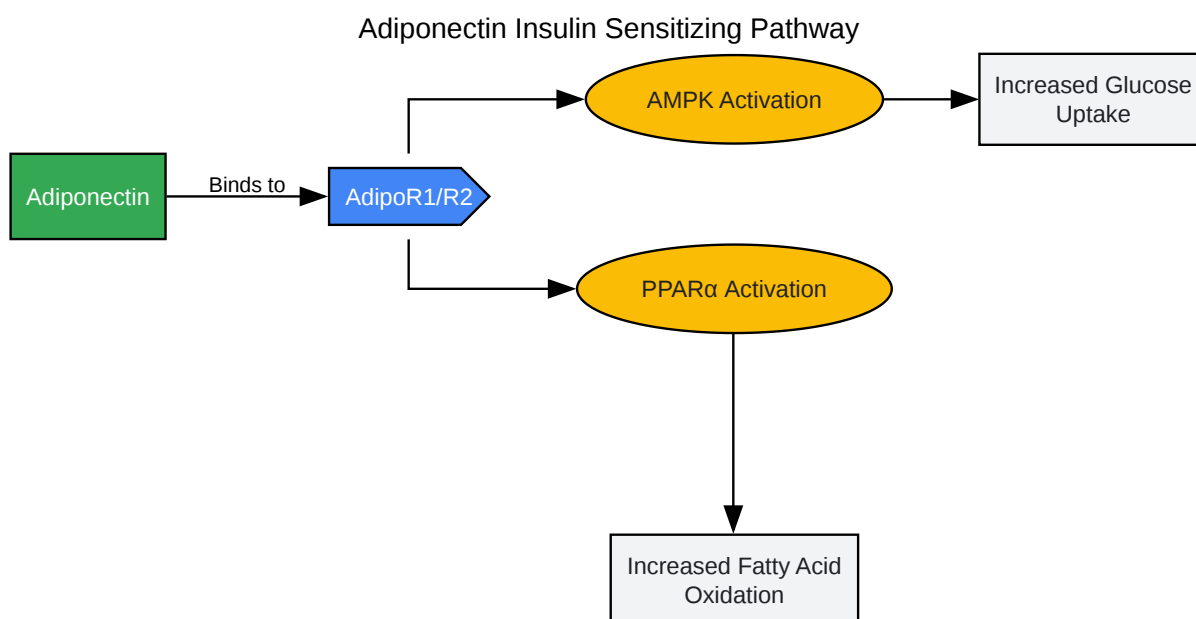 Adiponectin Insulin Sensitizing Pathway
AMPK Activation
Increased Glucose
Uptake
Adiponectin
Binds to
AdipoR1/R2
PPARα Activation
Increased Fatty Acid
Oxidation